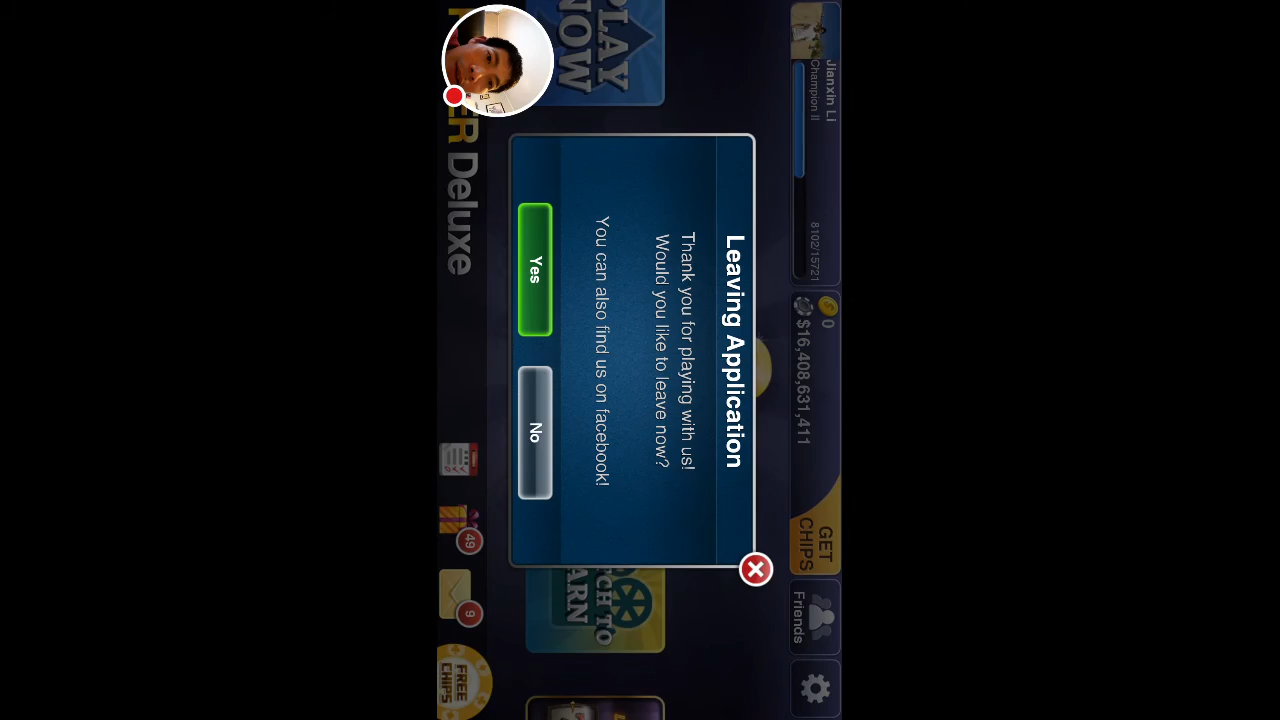 Jianxin Li
Champion II
8102/15721
0
$16,408,631,411
GET
CHIPS
Friends
Leaving Application
Thank you for playing with us!
Would you like to leave now?
You can also find us on facebook!
Yes
No
PLAY
NOW
Deluxe
49
9
FREE
CHIPS